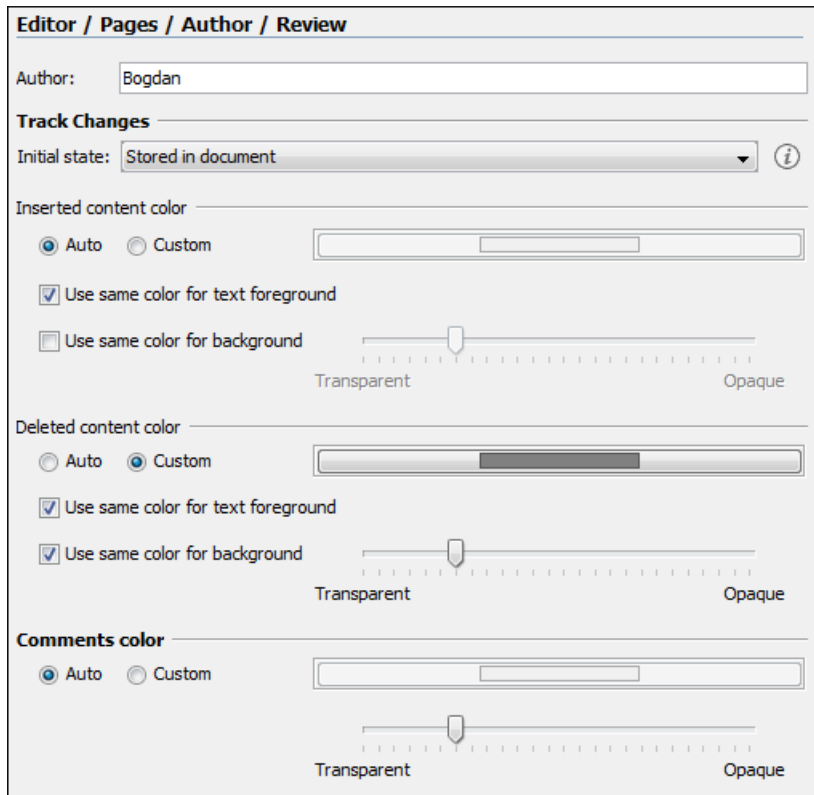 Editor / Pages / Author / Review
Author: Bogdan
Track Changes
Initial state: Stored in document i
Inserted content color
Auto Custom
Use same color for text foreground
Use same color for background
Transparent Opaque
Deleted content color
Auto Custom
Use same color for text foreground
Use same color for background
Transparent Opaque
Comments color
Auto Custom
Transparent Opaque